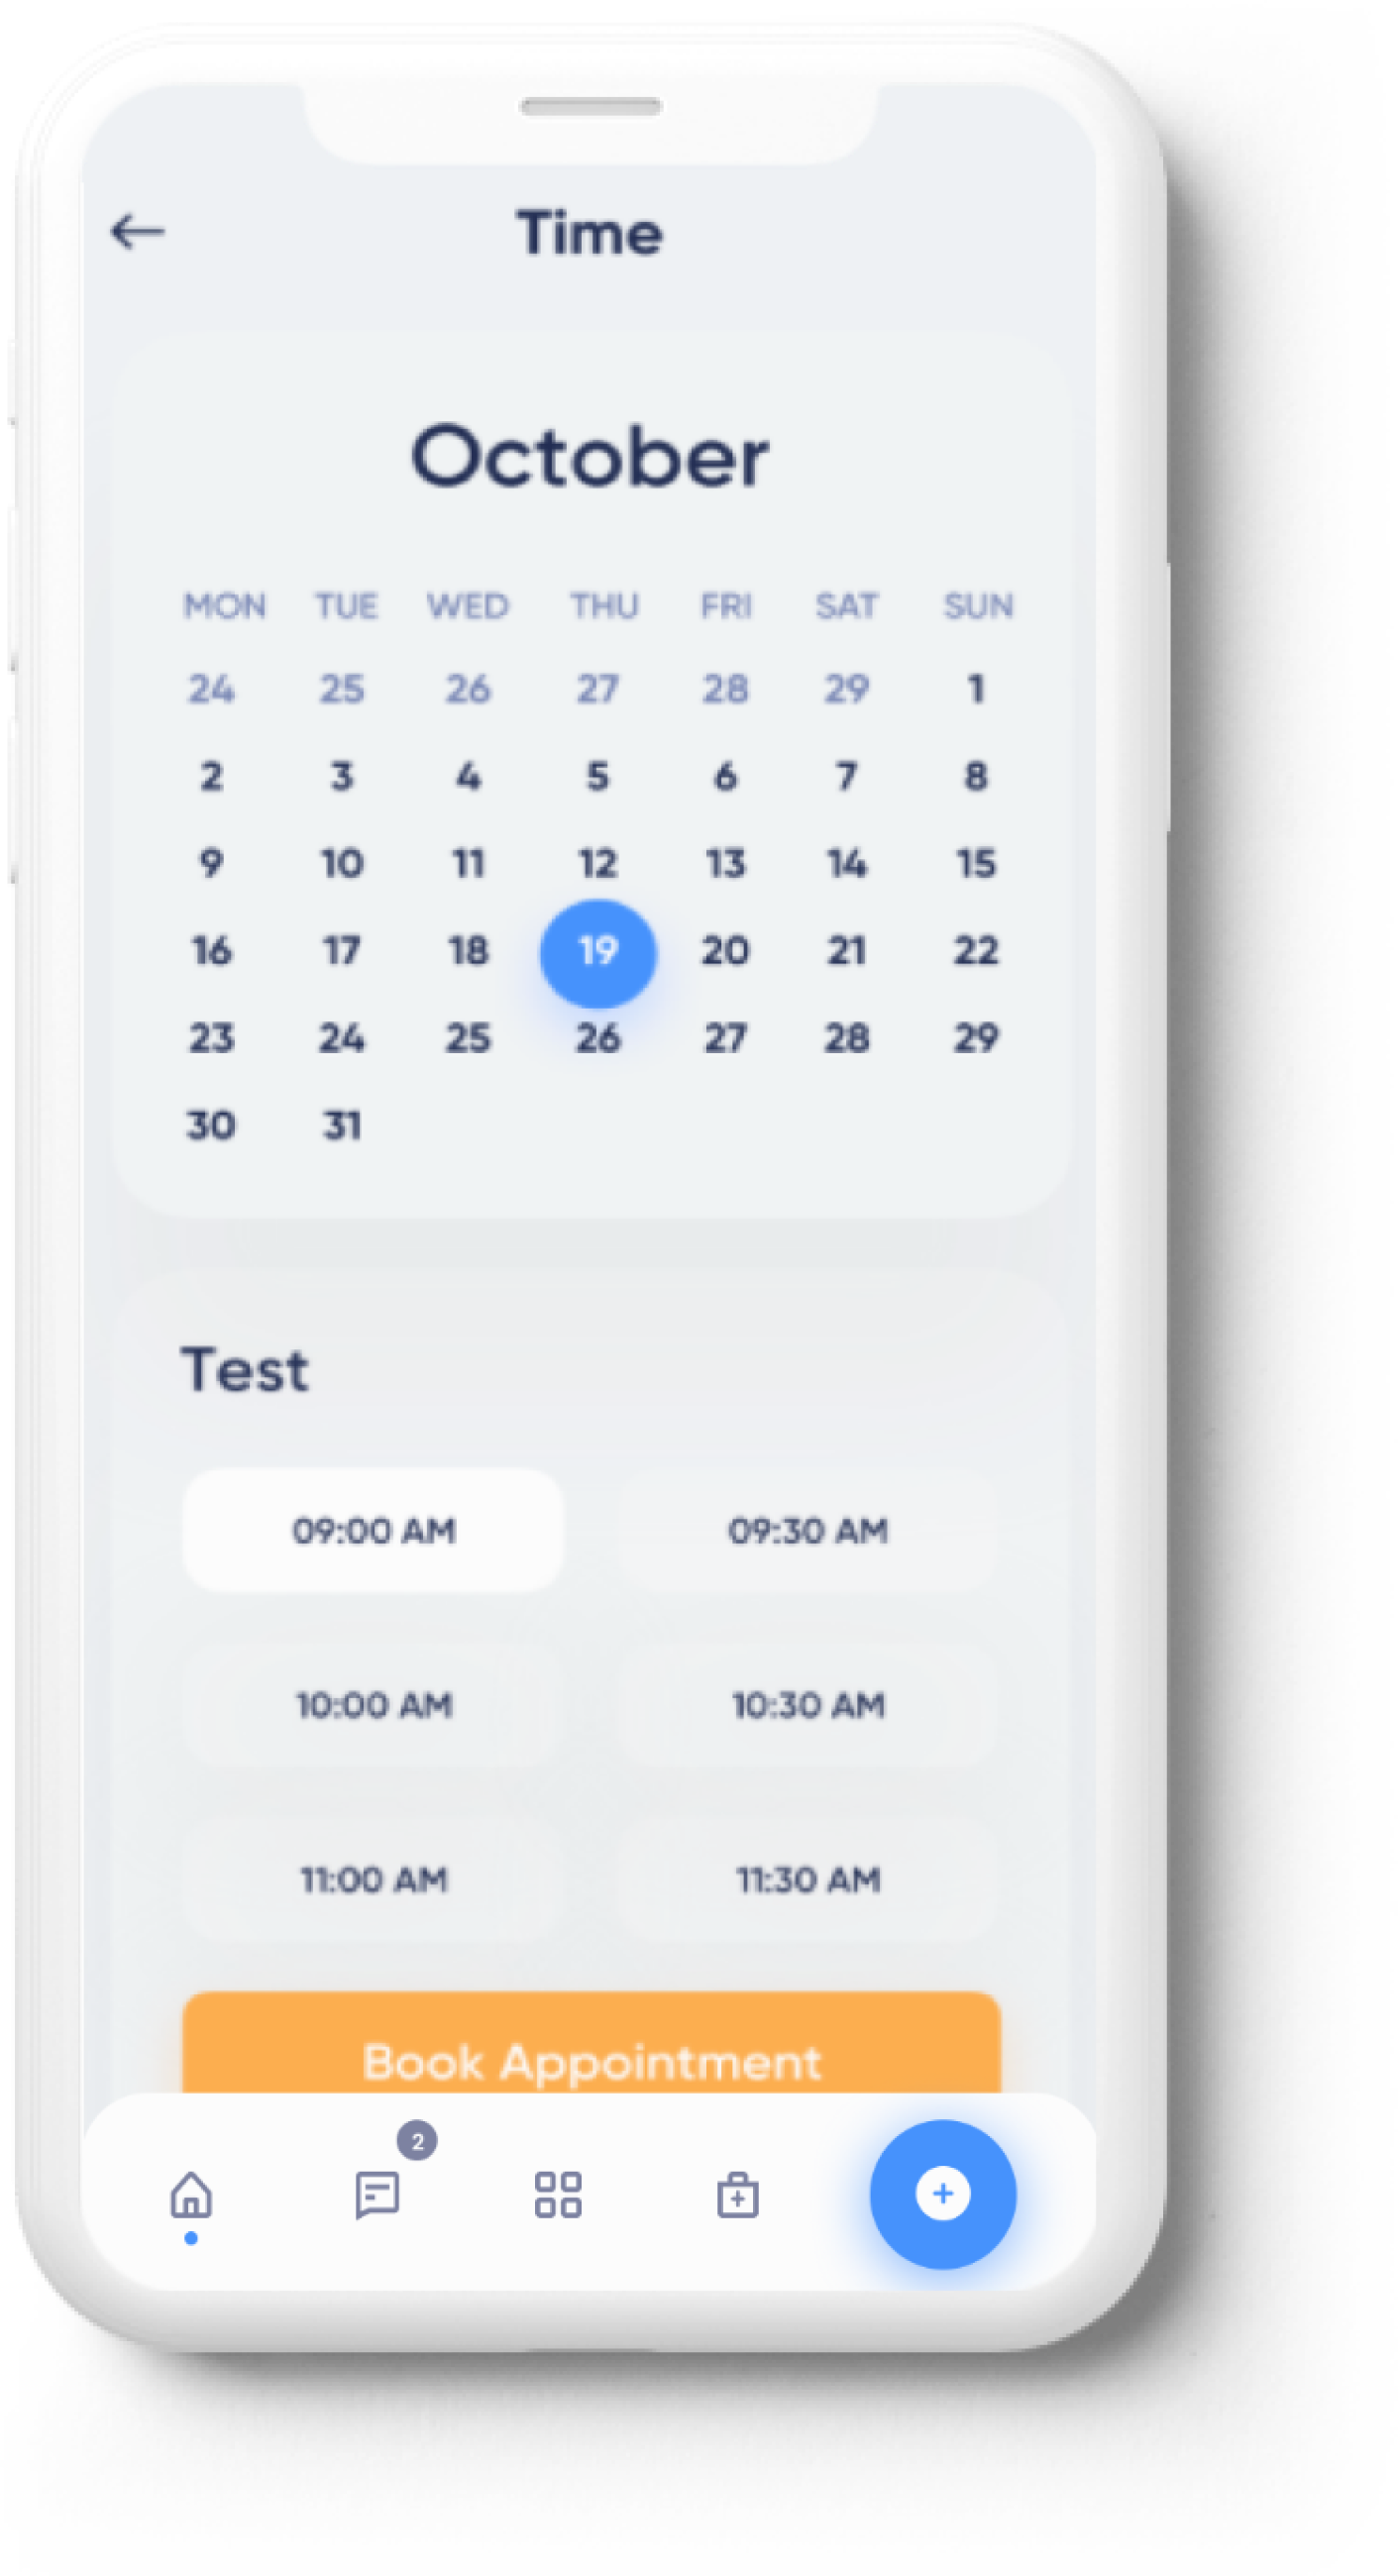 Time
October
MON TUE WED THU FRI SAT SUN
24 25 26 27 28 29 1
2 3 4 5 6 7 8
9 10 11 12 13 14 15
16 17 18 19 20 21 22
23 24 25 26 27 28 29
30 31
Test
09:00 AM 09:30 AM
10:00 AM 10:30 AM
11:00 AM 11:30 AM
Book Appointment
2